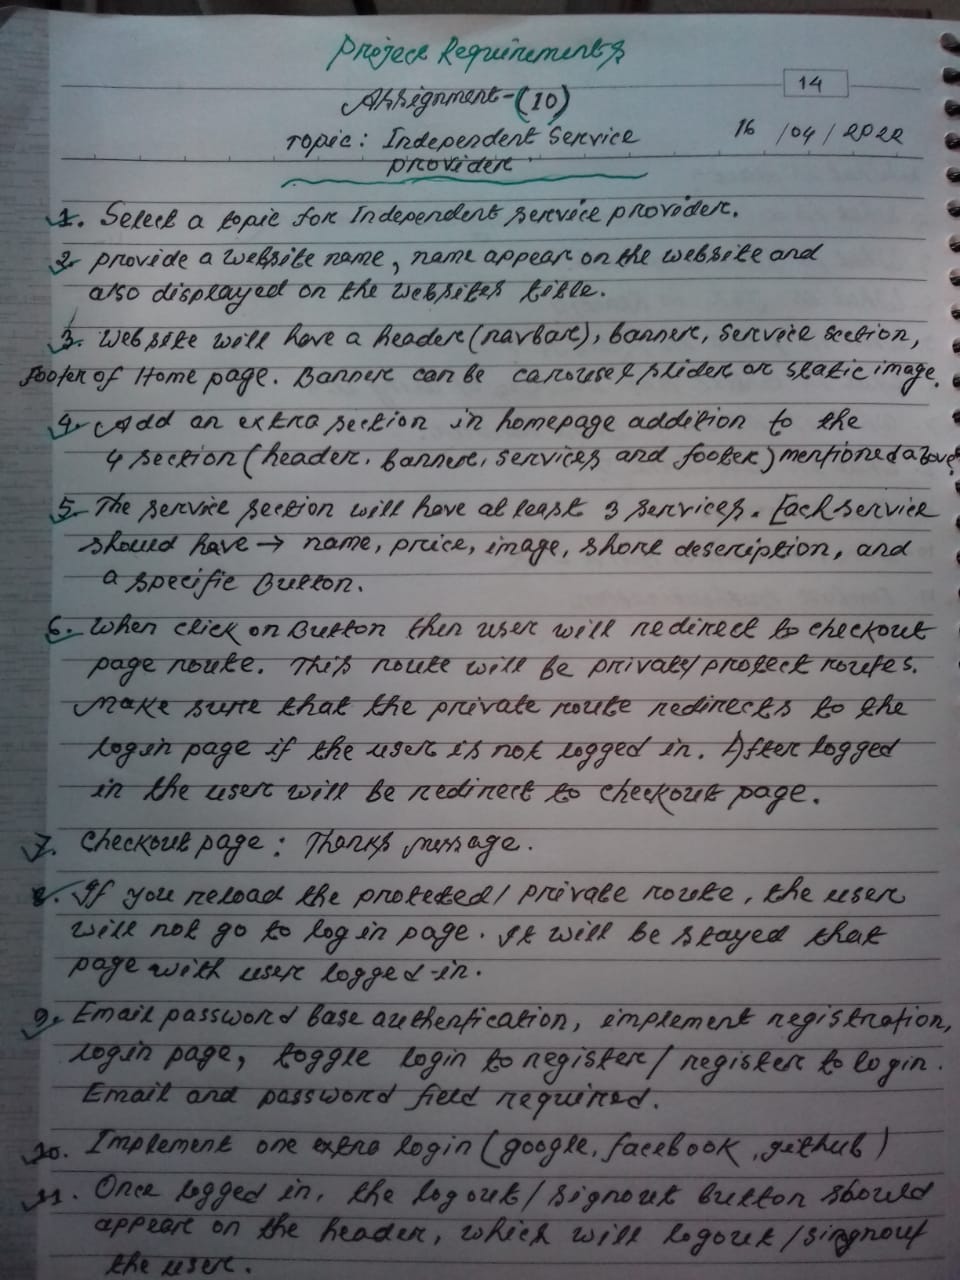 Project Requirements
14
Assignment-(10)
Topic: Independent Service
provider
16/04/2022
1. Select a topic for Independent service provider.
2. provide a website name, name appear on the website and
also displayed on the websites title.
3. Website will have a header(navbar), banner, service section,
footer of Home page. Banner can be carousel slider or static image.
4. Add an extra section in homepage addition to the
4 section (header, banner, services and footer) mentioned above.
5. The service section will have at least 3 services. Each service
should have → name, price, image, short description, and
a specific Button.
6. When click on Button then user will redirect to checkout
page route. This route will be private/protect routes.
Make sure that the private route redirects to the
login page if the user is not logged in. After logged
in the user will be redirect to checkout page.
7. Checkout page: Thanks message.
8. If you reload the protected/private route, the user
will not go to log in page. It will be stayed that
page with user logged-in.
9. Email password base authentication, implement registration,
login page, toggle login to register/register to login.
Email and password field required.
10. Implement one extra login (google, facebook, github)
11. Once logged in, the logout/signout button should
appear on the header, which will logout/singnout
the user.